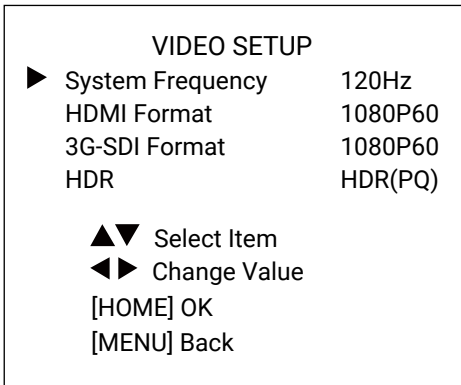 VIDEO SETUP
▶ System Frequency 120Hz
HDMI Format 1080P60
3G-SDI Format 1080P60
HDR HDR(PQ)
▲▼ Select Item
◀▶ Change Value
[HOME] OK
[MENU] Back